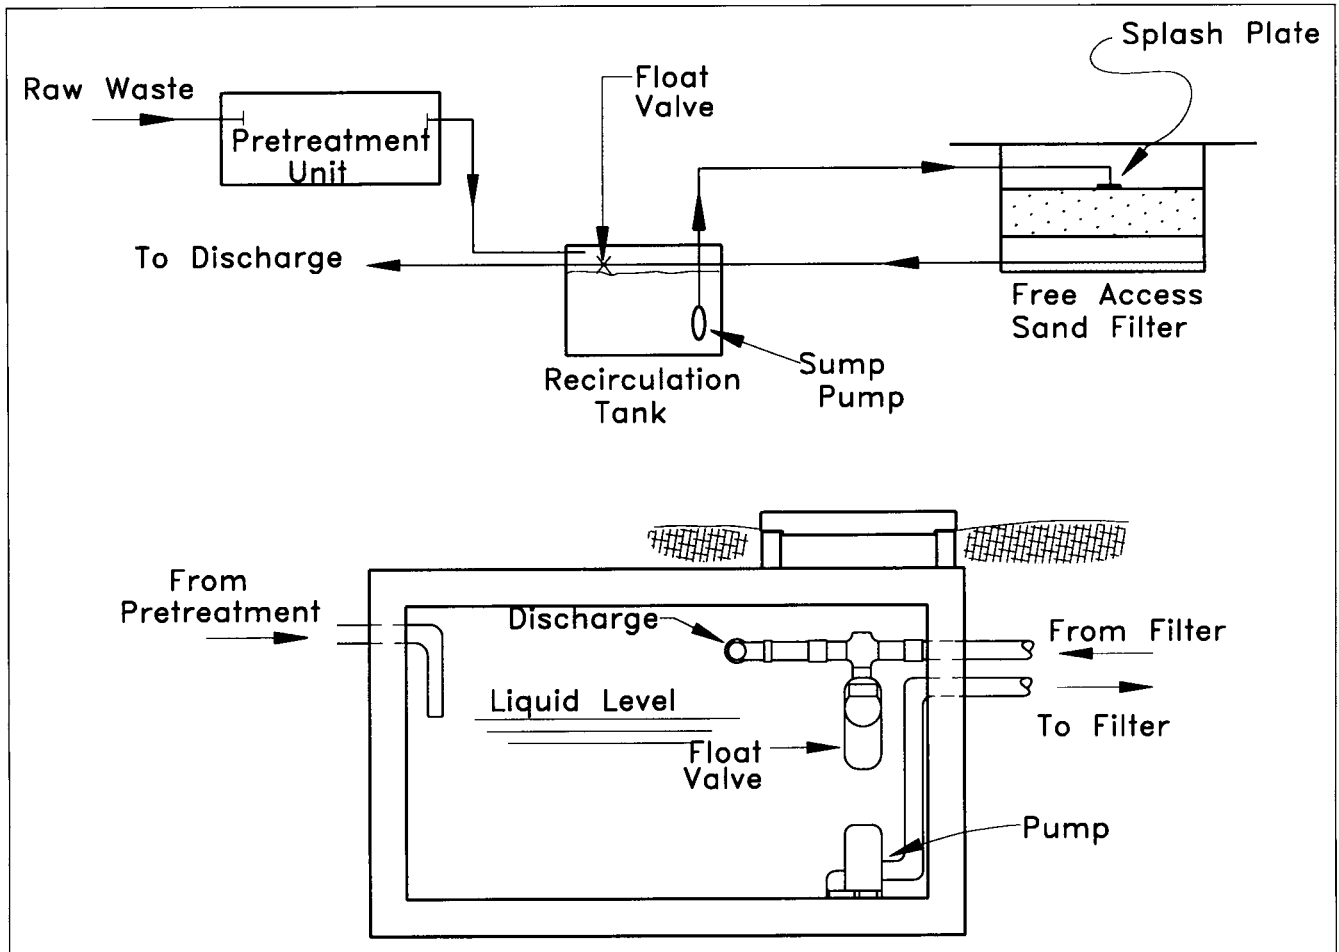 Splash Plate
Float
Valve
Raw Waste
Pretreatment
Unit
To Discharge
Free Access
Sand Filter
Sump
Pump
Recirculation
Tank
From
Pretreatment
Discharge
From Filter
Liquid Level
To Filter
Float
Valve
Pump